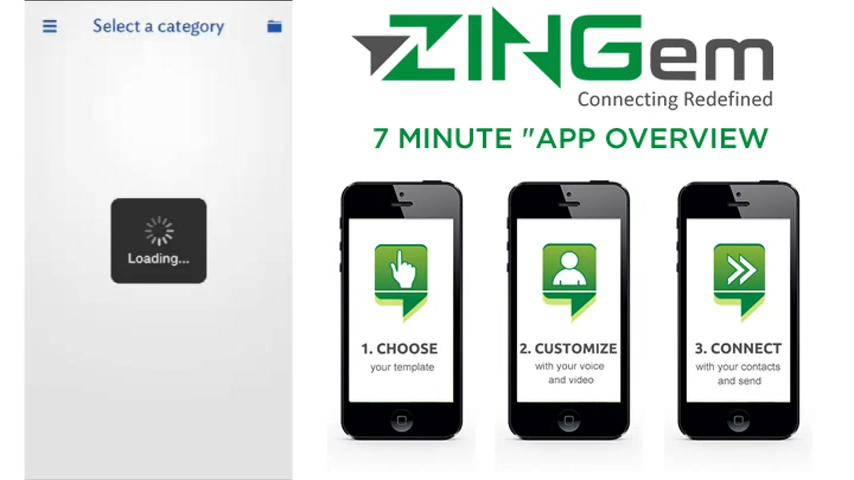 Select a category
Loading...
ZINGem
Connecting Redefined
7 MINUTE "APP OVERVIEW
1. CHOOSE
your template
2. CUSTOMIZE
with your voice
and video
3. CONNECT
with your contacts
and send